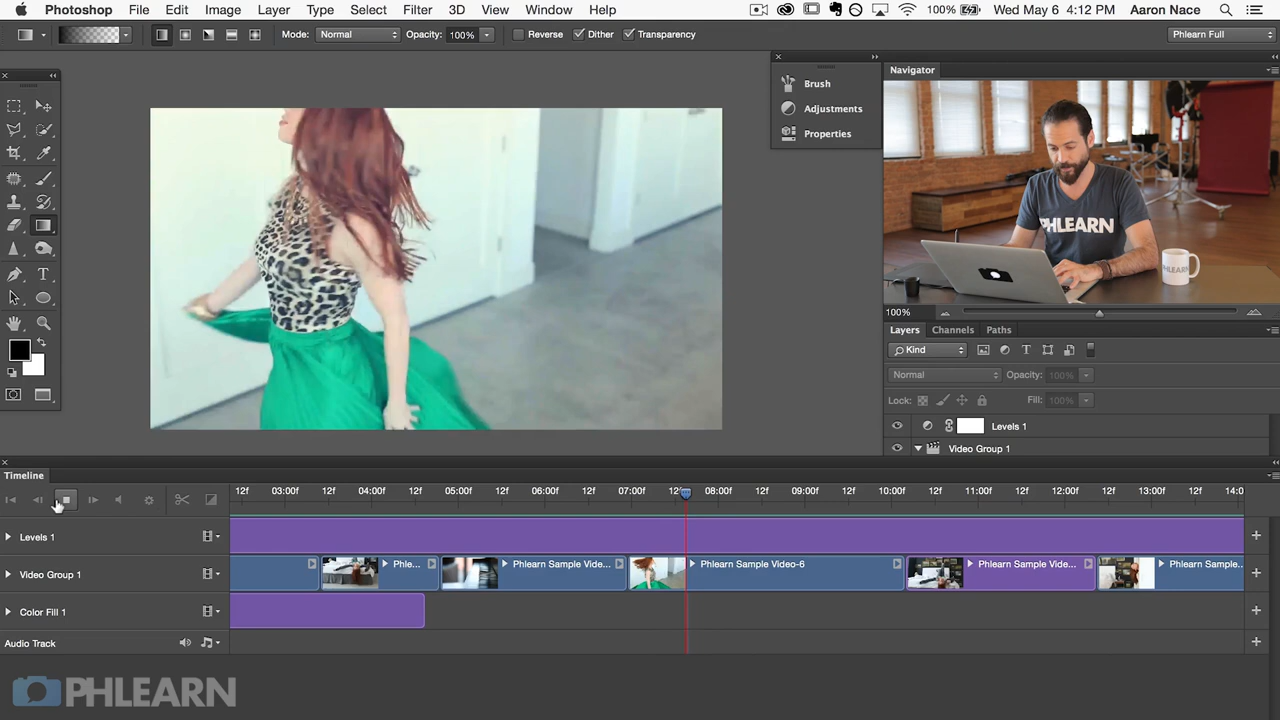 Photoshop File Edit Image Layer Type Select Filter 3D View Window Help 100% Wed May 6 4:12 PM Aaron Nace
Mode: Normal Opacity: 100% Reverse Dither Transparency Phlearn Full
Brush
Adjustments
Properties
Navigator
PHLEARN
PHLEARN
100%
Layers Channels Paths
Kind
Normal Opacity: 100%
Lock: Fill: 100%
Levels 1
Video Group 1
Timeline
12f 03:00f 12f 04:00f 12f 05:00f 12f 06:00f 12f 07:00f 12f 08:00f 12f 09:00f 12f 10:00f 12f 11:00f 12f 12:00f 12f 13:00f 12f 14:0
Levels 1
Video Group 1 Phle... Phlearn Sample Vide... Phlearn Sample Video-6 Phlearn Sample Vide... Phlearn Sample
Color Fill 1
Audio Track
PHLEARN